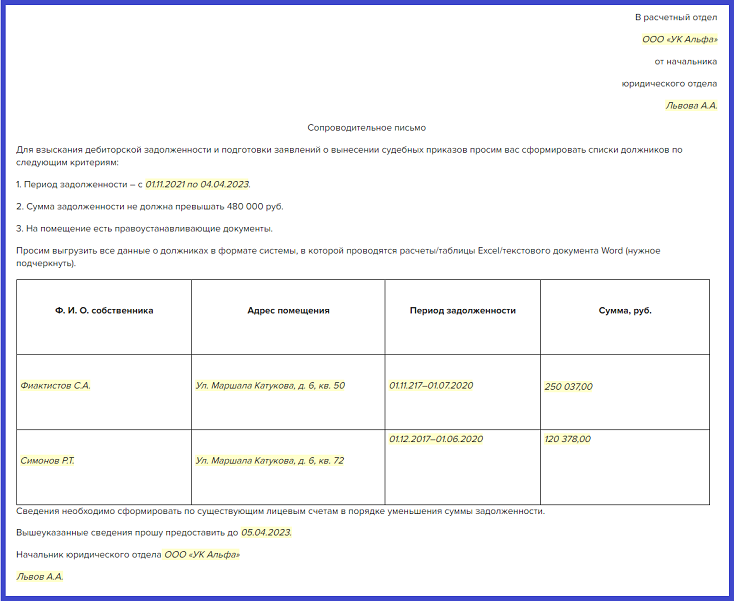 В расчетный отдел
ООО «УК Альфа»
от начальника
юридического отдела
Львова А.А.
Сопроводительное письмо
Для взыскания дебиторской задолженности и подготовки заявлений о вынесении судебных приказов просим вас сформировать списки должников по
следующим критериям:
1. Период задолженности – с 01.11.2021 по 04.04.2023.
2. Сумма задолженности не должна превышать 480 000 руб.
3. На помещение есть правоустанавливающие документы.
Просим выгрузить все данные о должниках в формате системы, в которой проводятся расчеты/таблицы Excel/текстового документа Word (нужное
подчеркнуть).
Ф. И. О. собственника Адрес помещения Период задолженности Сумма, руб.
Фиактистов С.А. Ул. Маршала Катукова, д. 6, кв. 50 01.11.217–01.07.2020 250 037,00
Симонов Р.Т. Ул. Маршала Катукова, д. 6, кв. 72 01.12.2017–01.06.2020 120 378,00
Сведения необходимо сформировать по существующим лицевым счетам в порядке уменьшения суммы задолженности.
Вышеуказанные сведения прошу предоставить до 05.04.2023.
Начальник юридического отдела ООО «УК Альфа»
Львов А.А.